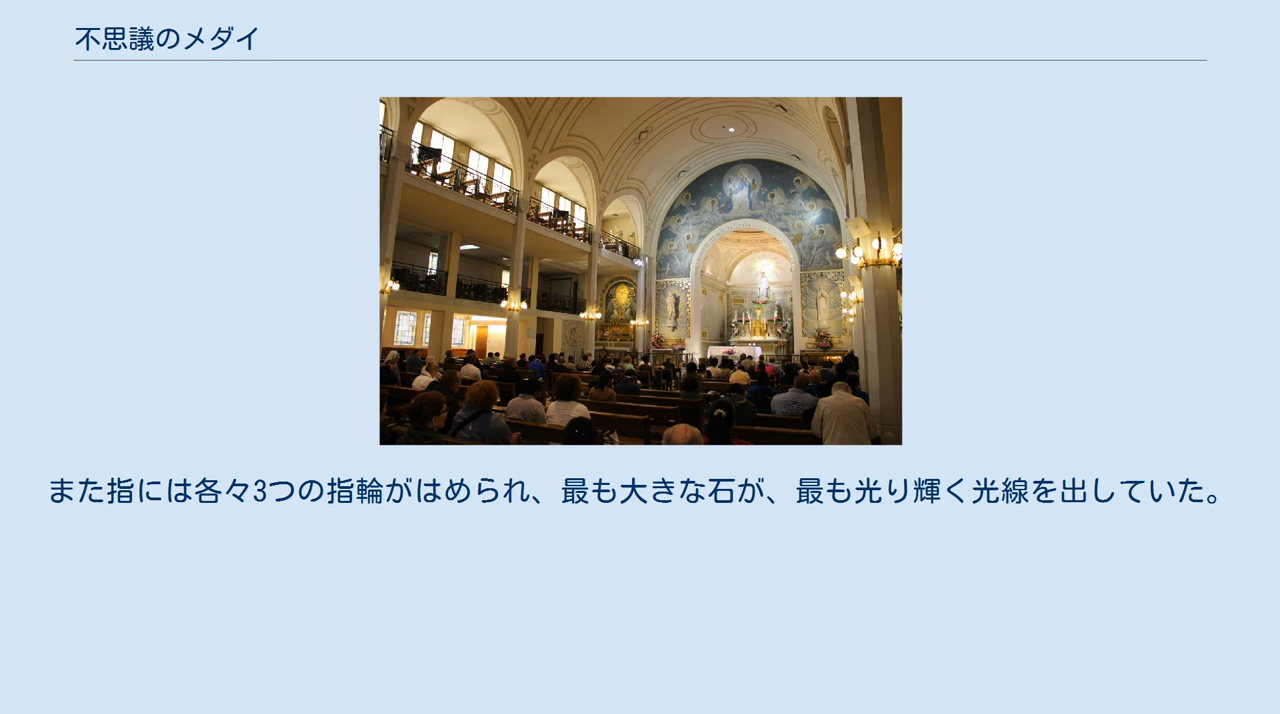 不思議のメダイ
また指には各々3つの指輪がはめられ、最も大きな石が、最も光り輝く光線を出していた。